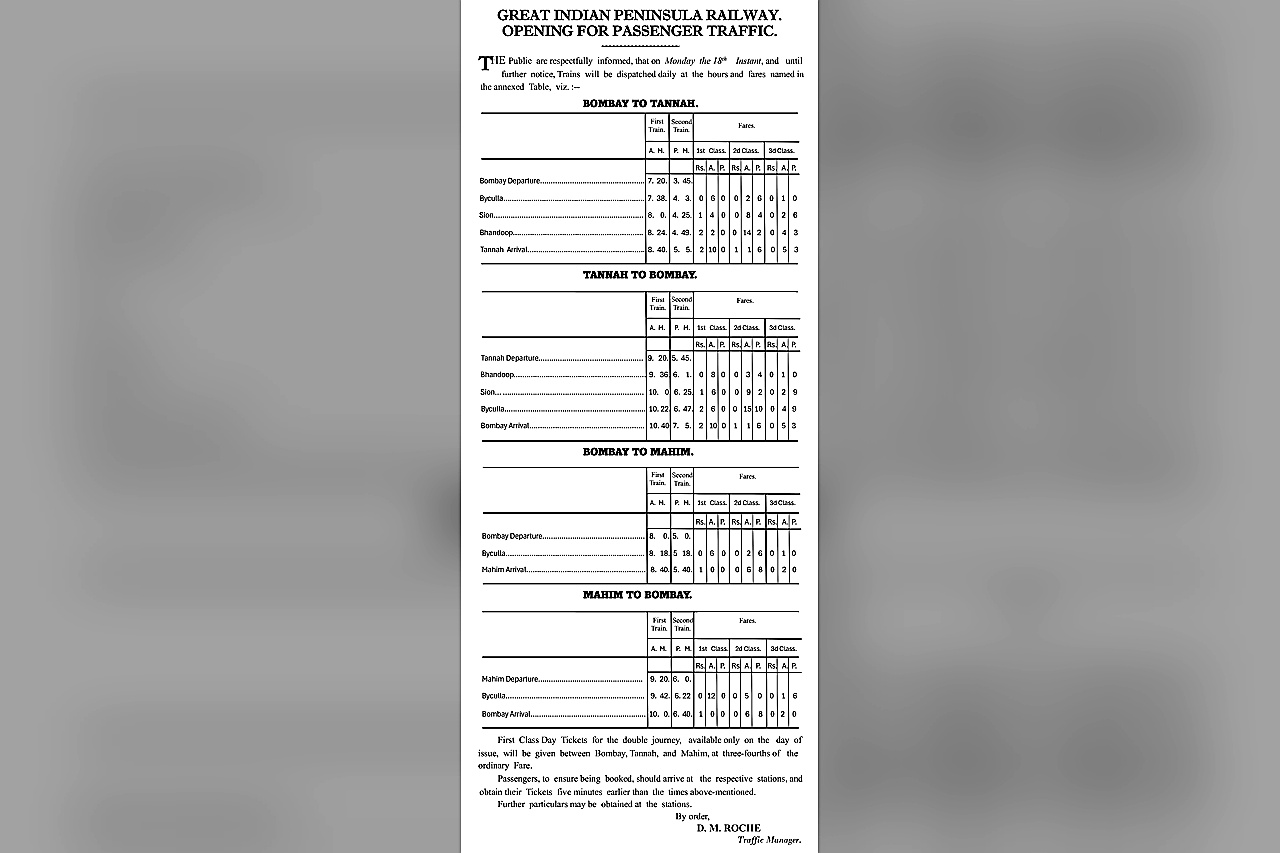 GREAT INDIAN PENINSULA RAILWAY.
OPENING FOR PASSENGER TRAFFIC.
THE Public are respectfully informed, that on Monday the 18th Instant, and until
further notice, Trains will be dispatched daily at the hours and fares named in
the annexed Table, viz. :--
BOMBAY TO TANNAH.
First Train. Second Train. Fares.
A. M. P. M. 1st Class. 2d Class. 3d Class.
Rs. A. P. Rs. A. P. Rs. A. P.
Bombay Departure 7. 20. 3. 45.
Byculla 7. 38. 4. 3. 0 6 0 0 2 6 0 1 0
Sion 8. 0. 4. 25. 1 4 0 0 8 4 0 2 6
Bhandoop 8. 24. 4. 49. 2 2 0 0 14 2 0 4 3
Tannah Arrival 8. 40. 5. 5. 2 10 0 1 1 6 0 5 3
TANNAH TO BOMBAY.
First Train. Second Train. Fares.
A. M. P. M. 1st Class. 2d Class. 3d Class.
Rs. A. P. Rs. A. P. Rs. A. P.
Tannah Departure 9. 20. 5. 45.
Bhandoop 9. 36 6. 1. 0 8 0 0 3 4 0 1 0
Sion 10. 0 6. 25. 1 6 0 0 9 2 0 2 9
Byculla 10. 22. 6. 47. 2 6 0 0 15 10 0 4 9
Bombay Arrival 10. 40 7. 5. 2 10 0 1 1 6 0 5 3
BOMBAY TO MAHIM.
First Train. Second Train. Fares.
A. M. P. M. 1st Class. 2d Class. 3d Class.
Rs. A. P. Rs. A. P. Rs. A. P.
Bombay Departure 8. 0. 5. 0.
Byculla 8. 18. 5 18. 0 6 0 0 2 6 0 1 0
Mahim Arrival 8. 40. 5. 40. 1 0 0 0 6 8 0 2 0
MAHIM TO BOMBAY.
First Train. Second Train. Fares.
A. M. P. M. 1st Class. 2d Class. 3d Class.
Rs. A. P. Rs. A. P. Rs. A. P.
Mahim Departure 9. 20. 6. 0.
Byculla 9. 42. 6. 22 0 12 0 0 5 0 0 1 6
Bombay Arrival 10. 0. 6. 40. 1 0 0 0 6 8 0 2 0
First Class Day Tickets for the double journey, available only on the day of
issue, will be given between Bombay, Tannah, and Mahim, at three-fourths of the
ordinary Fare.
Passengers, to ensure being booked, should arrive at the respective stations, and
obtain their Tickets five minutes earlier than the times above-mentioned.
Further particulars may be obtained at the stations.
By order,
D. M. ROCHE
Traffic Manager.